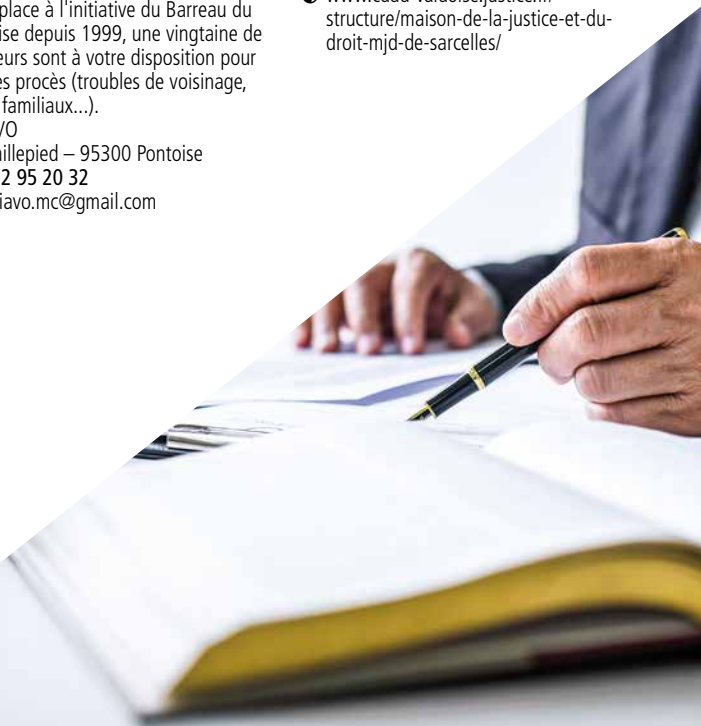 place à l'initiative du Barreau du
ise depuis 1999, une vingtaine de
eurs sont à votre disposition pour
es procès (troubles de voisinage,
familiaux...).
/O
aillepied – 95300 Pontoise
2 95 20 32
iavo.mc@gmail.com
structure/maison-de-la-justice-et-du-
droit-mjd-de-sarcelles/